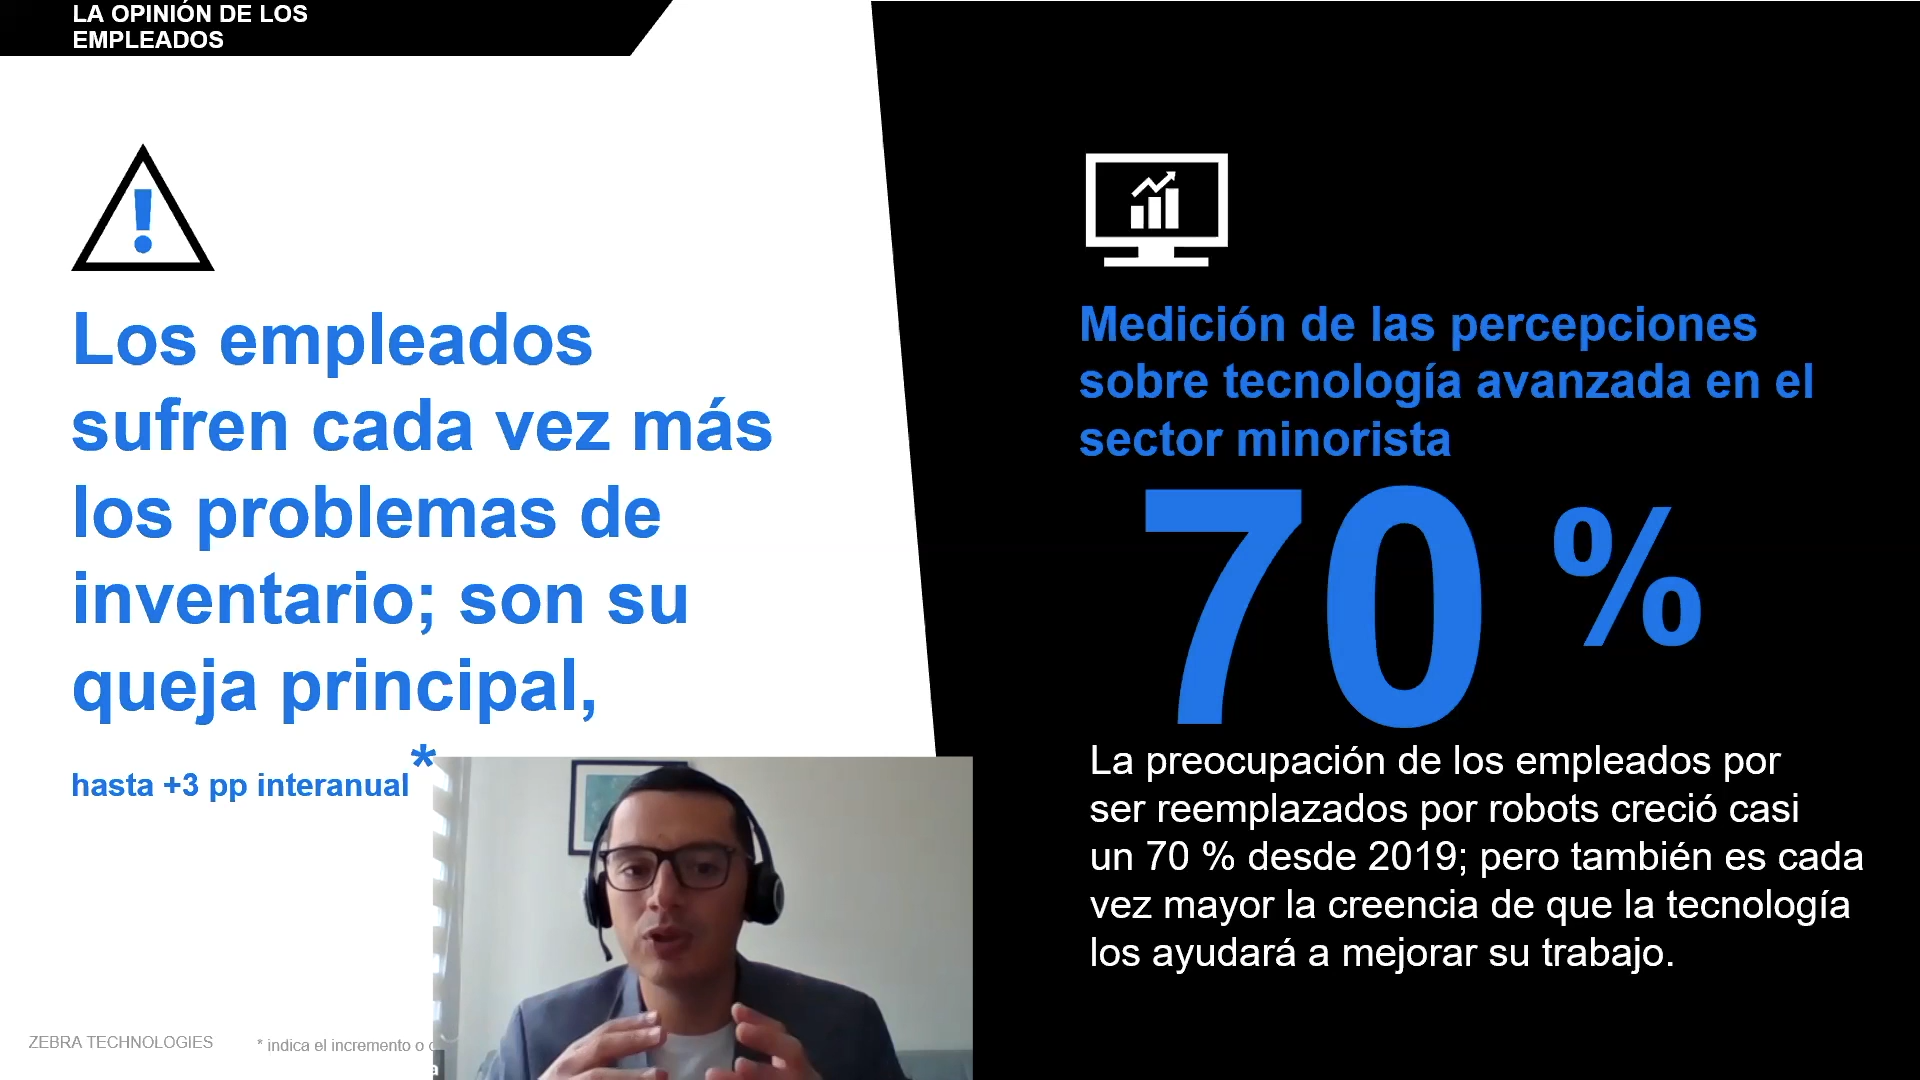 LA OPINIÓN DE LOS
EMPLEADOS
Los empleados
sufren cada vez más
los problemas de
inventario; son su
queja principal,
hasta +3 pp interanual*
Medición de las percepciones
sobre tecnología avanzada en el
sector minorista
70 %
La preocupación de los empleados por
ser reemplazados por robots creció casi
un 70 % desde 2019; pero también es cada
vez mayor la creencia de que la tecnología
los ayudará a mejorar su trabajo.
ZEBRA TECHNOLOGIES
* indica el incremento o